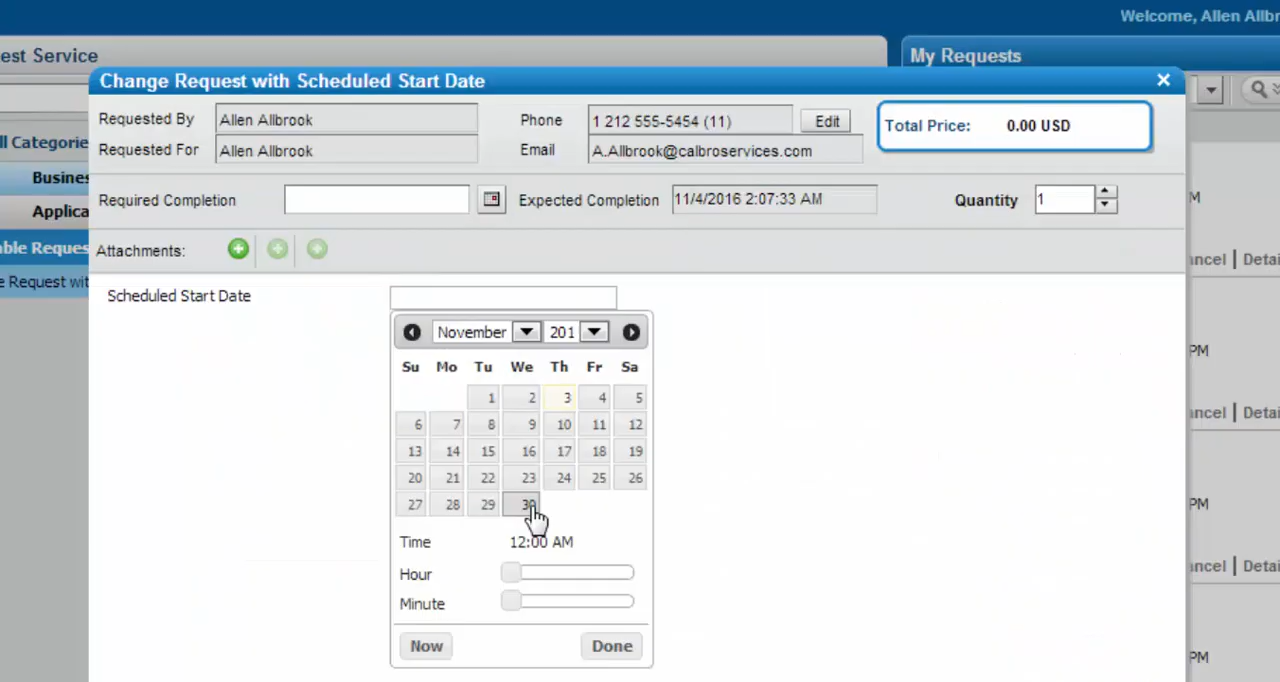 Welcome, Allen Allbr
est Service
My Requests
Change Request with Scheduled Start Date
Requested By Allen Allbrook Phone 1 212 555-5454 (11) Edit Total Price: 0.00 USD
Requested For Allen Allbrook Email A.Allbrook@calbroservices.com
ll Categorie
Busines
Required Completion Expected Completion 11/4/2016 2:07:33 AM Quantity 1
M
Applica
able Reques
Attachments:
ncel | Detai
e Request wit
Scheduled Start Date
November 201
PM
Su Mo Tu We Th Fr Sa
1 2 3 4 5
ncel | Detai
6 7 8 9 10 11 12
13 14 15 16 17 18 19
20 21 22 23 24 25 26
27 28 29 30
PM
Time 12:00 AM
ncel | Detai
Hour
Minute
Now Done
PM